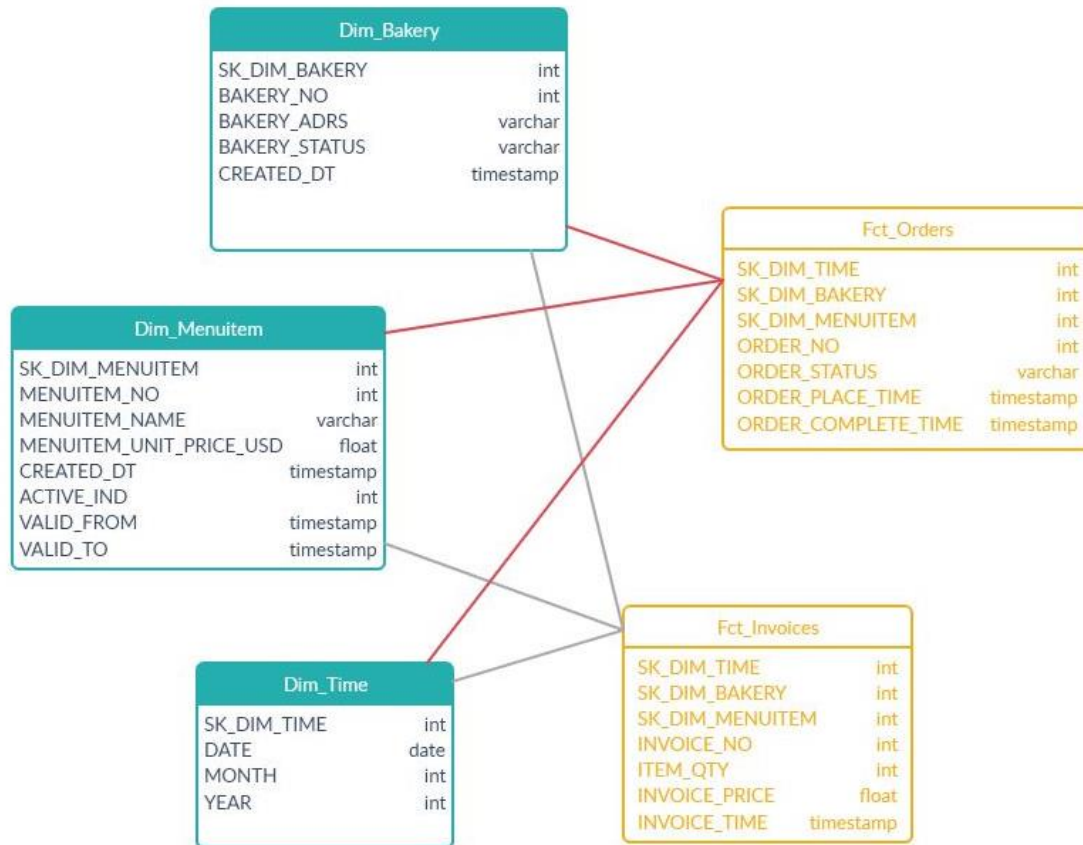 Dim_Bakery
SK_DIM_BAKERY int
BAKERY_NO int
BAKERY_ADRS varchar
BAKERY_STATUS varchar
CREATED_DT timestamp
Fct_Orders
SK_DIM_TIME int
SK_DIM_BAKERY int
SK_DIM_MENUITEM int
ORDER_NO int
ORDER_STATUS varchar
ORDER_PLACE_TIME timestamp
ORDER_COMPLETE_TIME timestamp
Dim_Menuitem
SK_DIM_MENUITEM int
MENUITEM_NO int
MENUITEM_NAME varchar
MENUITEM_UNIT_PRICE_USD float
CREATED_DT timestamp
ACTIVE_IND int
VALID_FROM timestamp
VALID_TO timestamp
Fct_Invoices
SK_DIM_TIME int
SK_DIM_BAKERY int
SK_DIM_MENUITEM int
INVOICE_NO int
ITEM_QTY int
INVOICE_PRICE float
INVOICE_TIME timestamp
Dim_Time
SK_DIM_TIME int
DATE date
MONTH int
YEAR int